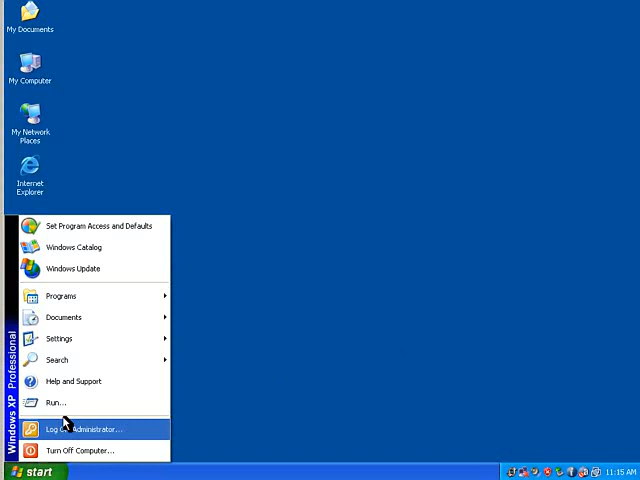 My Documents
My Computer
My Network
Places
Internet
Explorer
Set Program Access and Defaults
Windows Catalog
Windows Update
Programs
Documents
Settings
Search
Help and Support
Run...
Log Administrator...
Turn Off Computer...
Windows XP Professional
start
11:15 AM